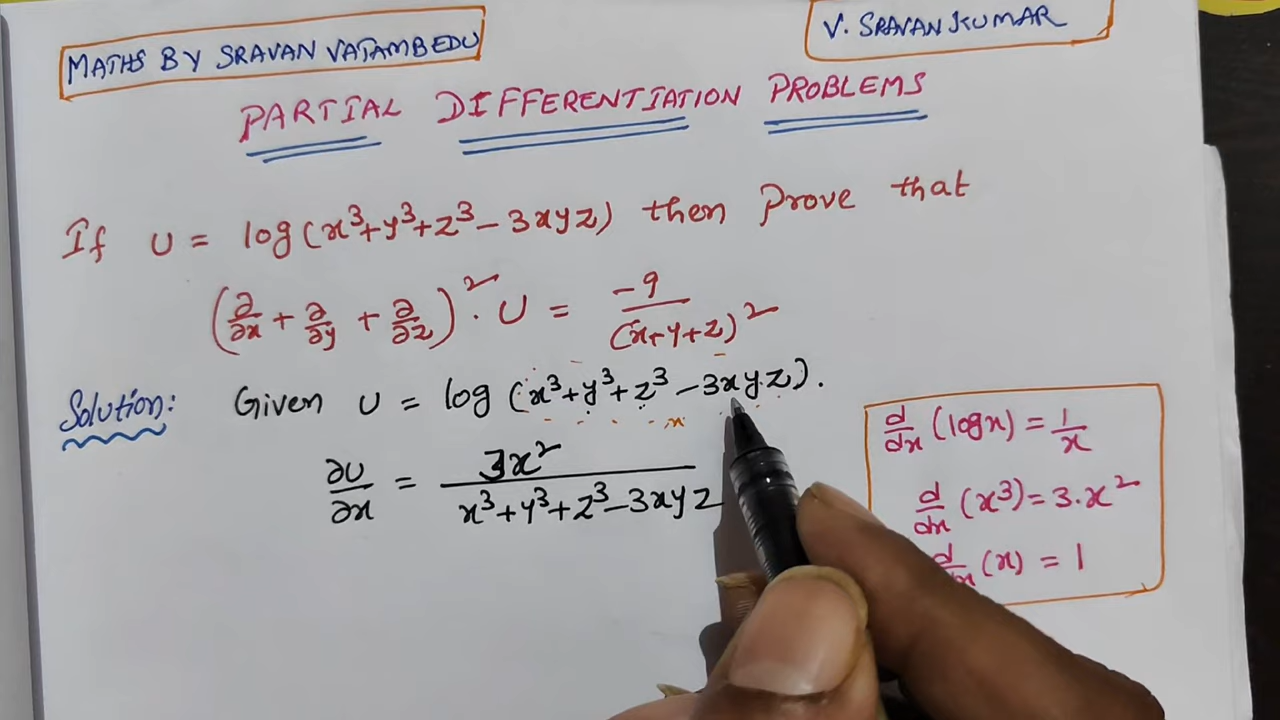 MATHS BY SRAVAN VATAMBEDU
V. SRAVAN KUMAR
PARTIAL DIFFERENTIATION PROBLEMS
If U = log(x³+y³+z³-3xyz) then Prove that
(∂/∂x + ∂/∂y + ∂/∂z)² · U = -9/(x+y+z)²
Solution: Given U = log (x³+y³+z³-3xyz).
∂U/∂x = 3x²/(x³+y³+z³-3xyz)
d/dx (logx) = 1/x
d/dx (x³) = 3·x²
d/dx (x) = 1